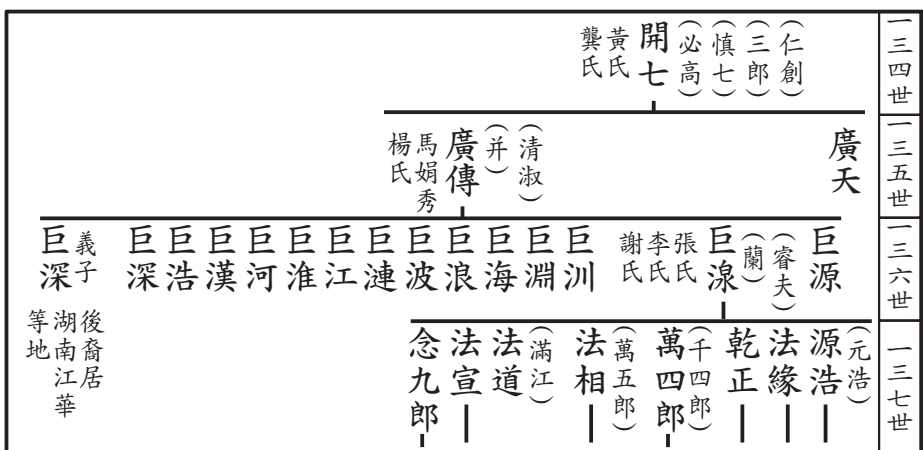 一三四世
(仁創)
(三郎)
(慎七)
(必高)
開七
黃氏
龔氏
一三五世
廣天
(清淑)
(并)
廣傳
馬娟秀
楊氏
一三六世
巨源
(睿夫)
(蘭)
巨湶
張氏
李氏
謝氏
巨汌
巨淵
巨海
巨浪
巨波
巨漣
巨江
巨淮
巨河
巨漢
巨浩
巨深
義子
巨深
後裔居
湖南江華
等地
一三七世
(元浩)
源浩
法緣
乾正
(千四郎)
萬四郎
(萬五郎)
法相
(滿江)
法道
法宣
念九郎